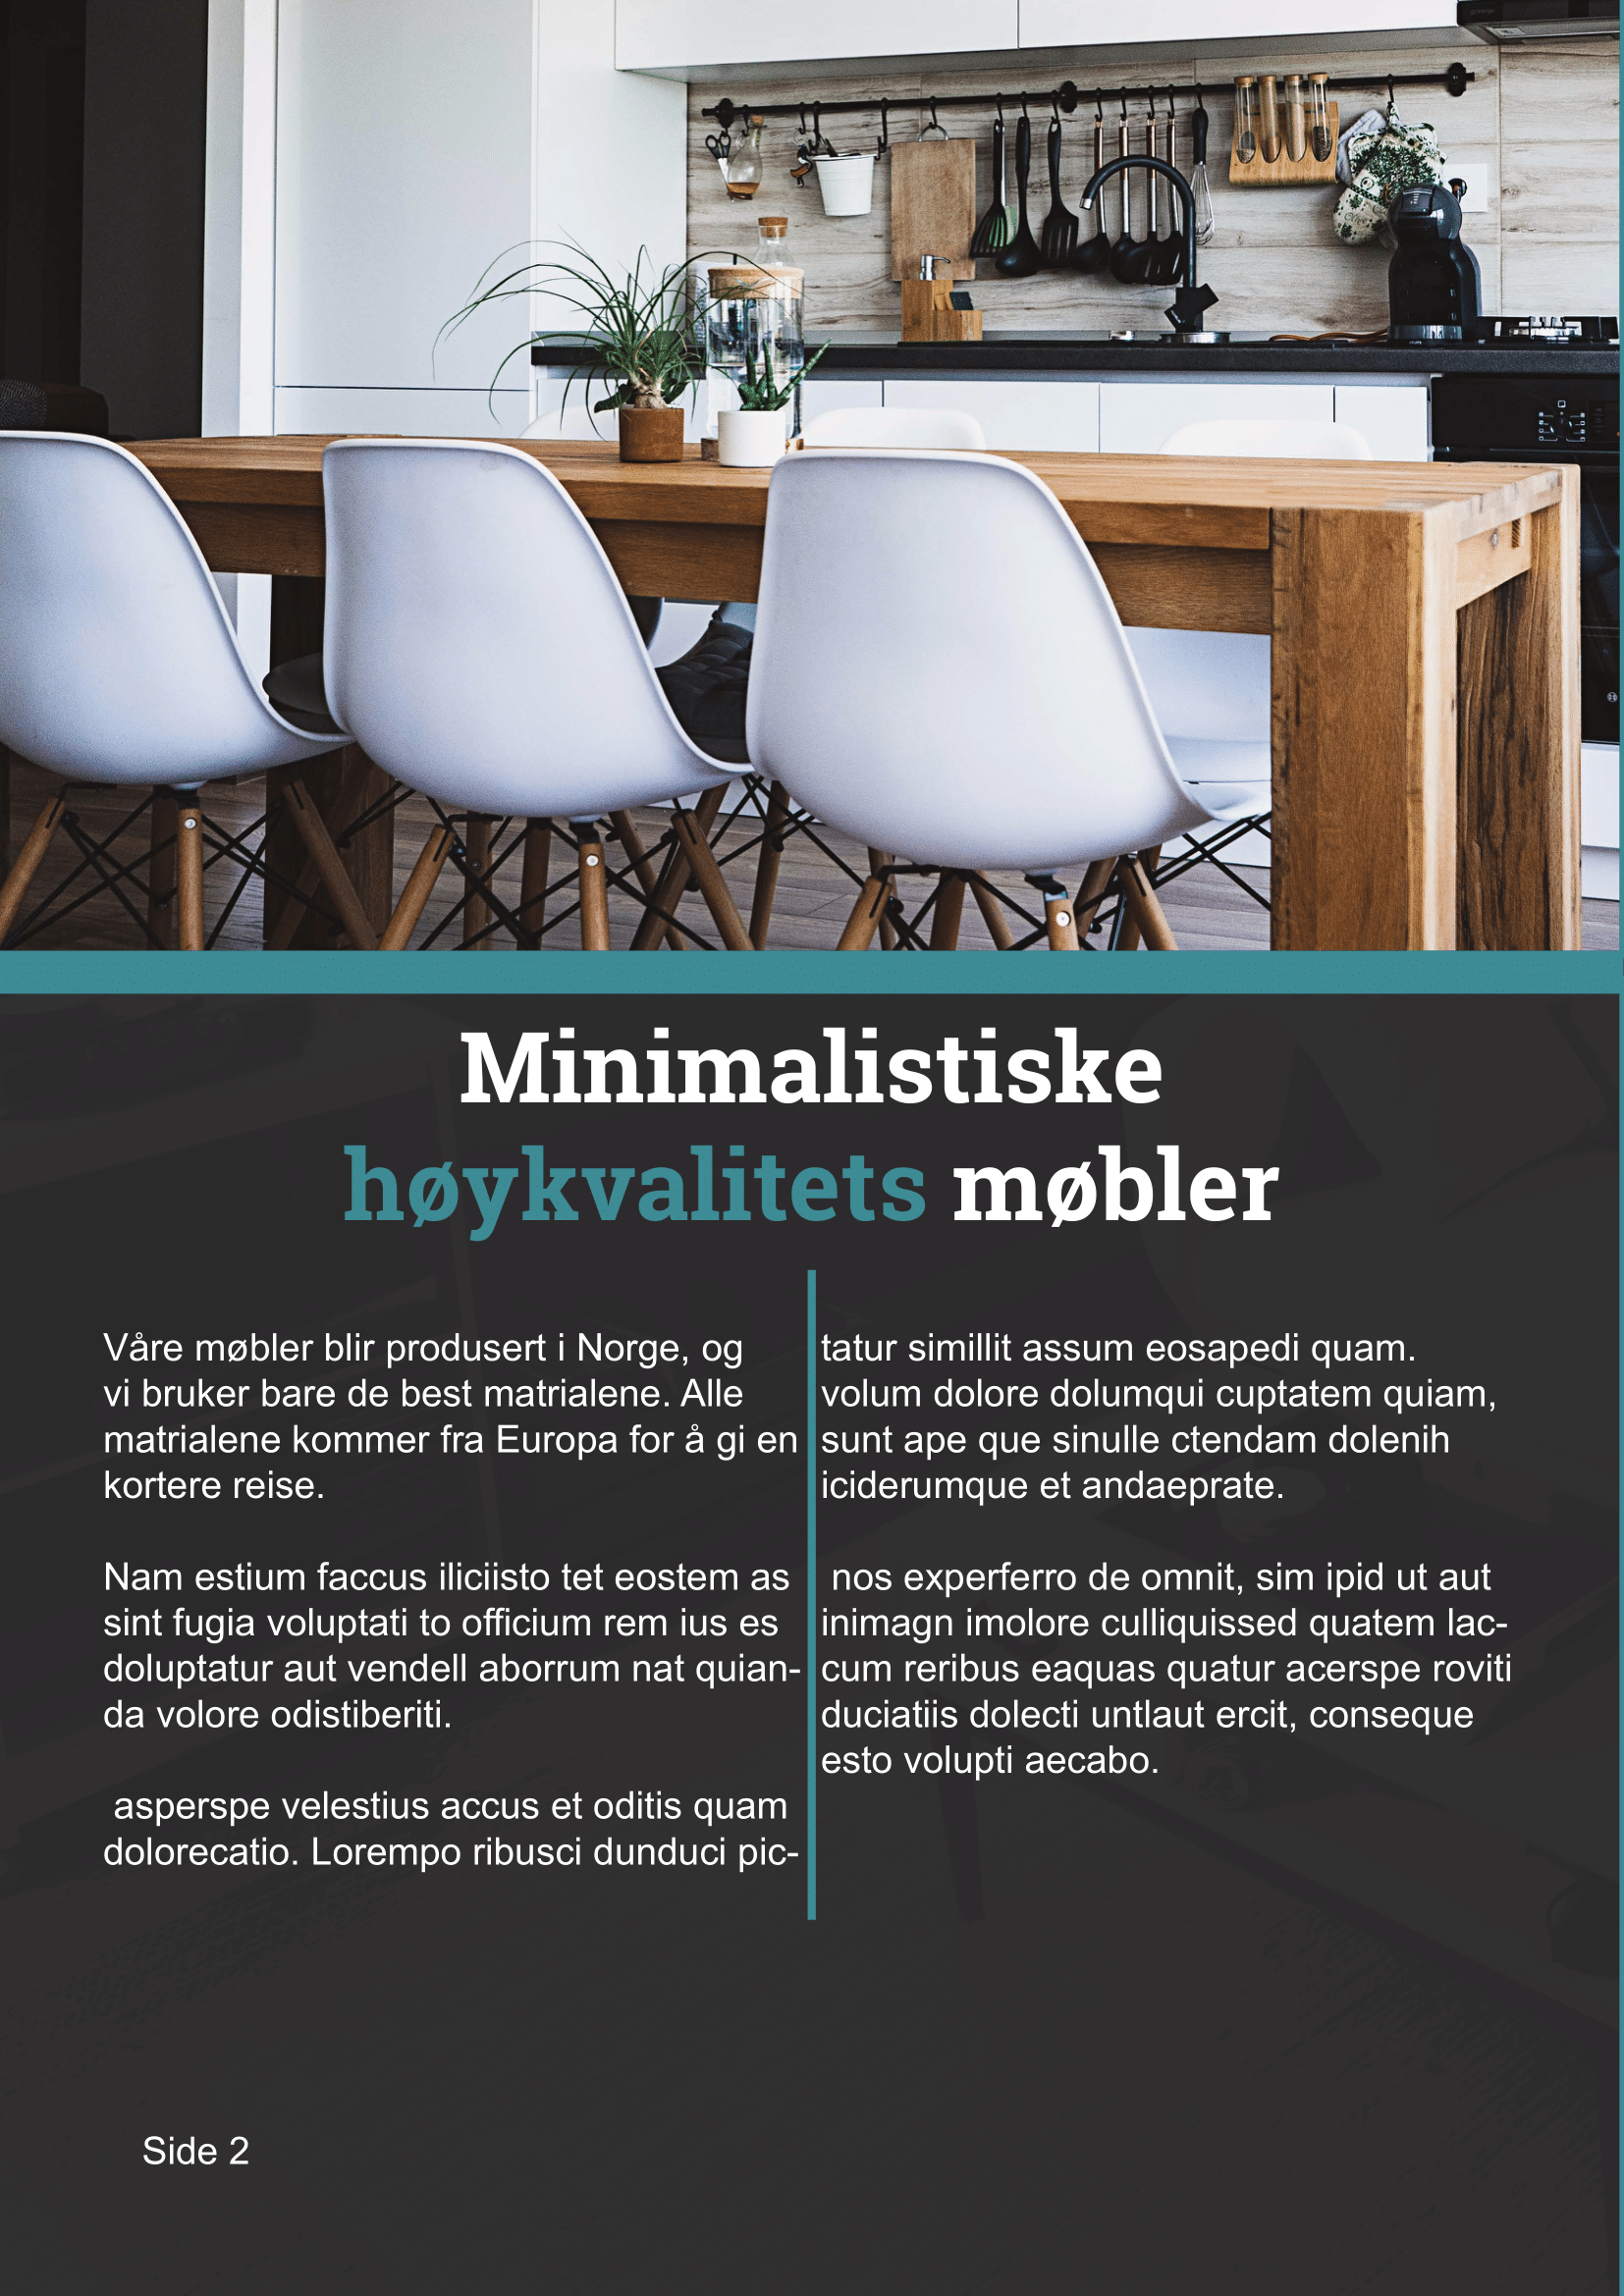 Minimalistiske
høykvalitets møbler
Våre møbler blir produsert i Norge, og
vi bruker bare de best matrialene. Alle
matrialene kommer fra Europa for å gi en
kortere reise.
Nam estium faccus iliciisto tet eostem as
sint fugia voluptati to officium rem ius es
doluptatur aut vendell aborrum nat quian-
da volore odistiberiti.
asperspe velestius accus et oditis quam
dolorecatio. Lorempo ribusci dunduci pic-
tatur simillit assum eosapedi quam.
volum dolore dolumqui cuptatem quiam,
sunt ape que sinulle ctendam dolenih
iciderumque et andaeprate.
nos experferro de omnit, sim ipid ut aut
inimagn imolore culliquissed quatem lac-
cum reribus eaquas quatur acerspe roviti
duciatiis dolecti untlaut ercit, conseque
esto volupti aecabo.
Side 2